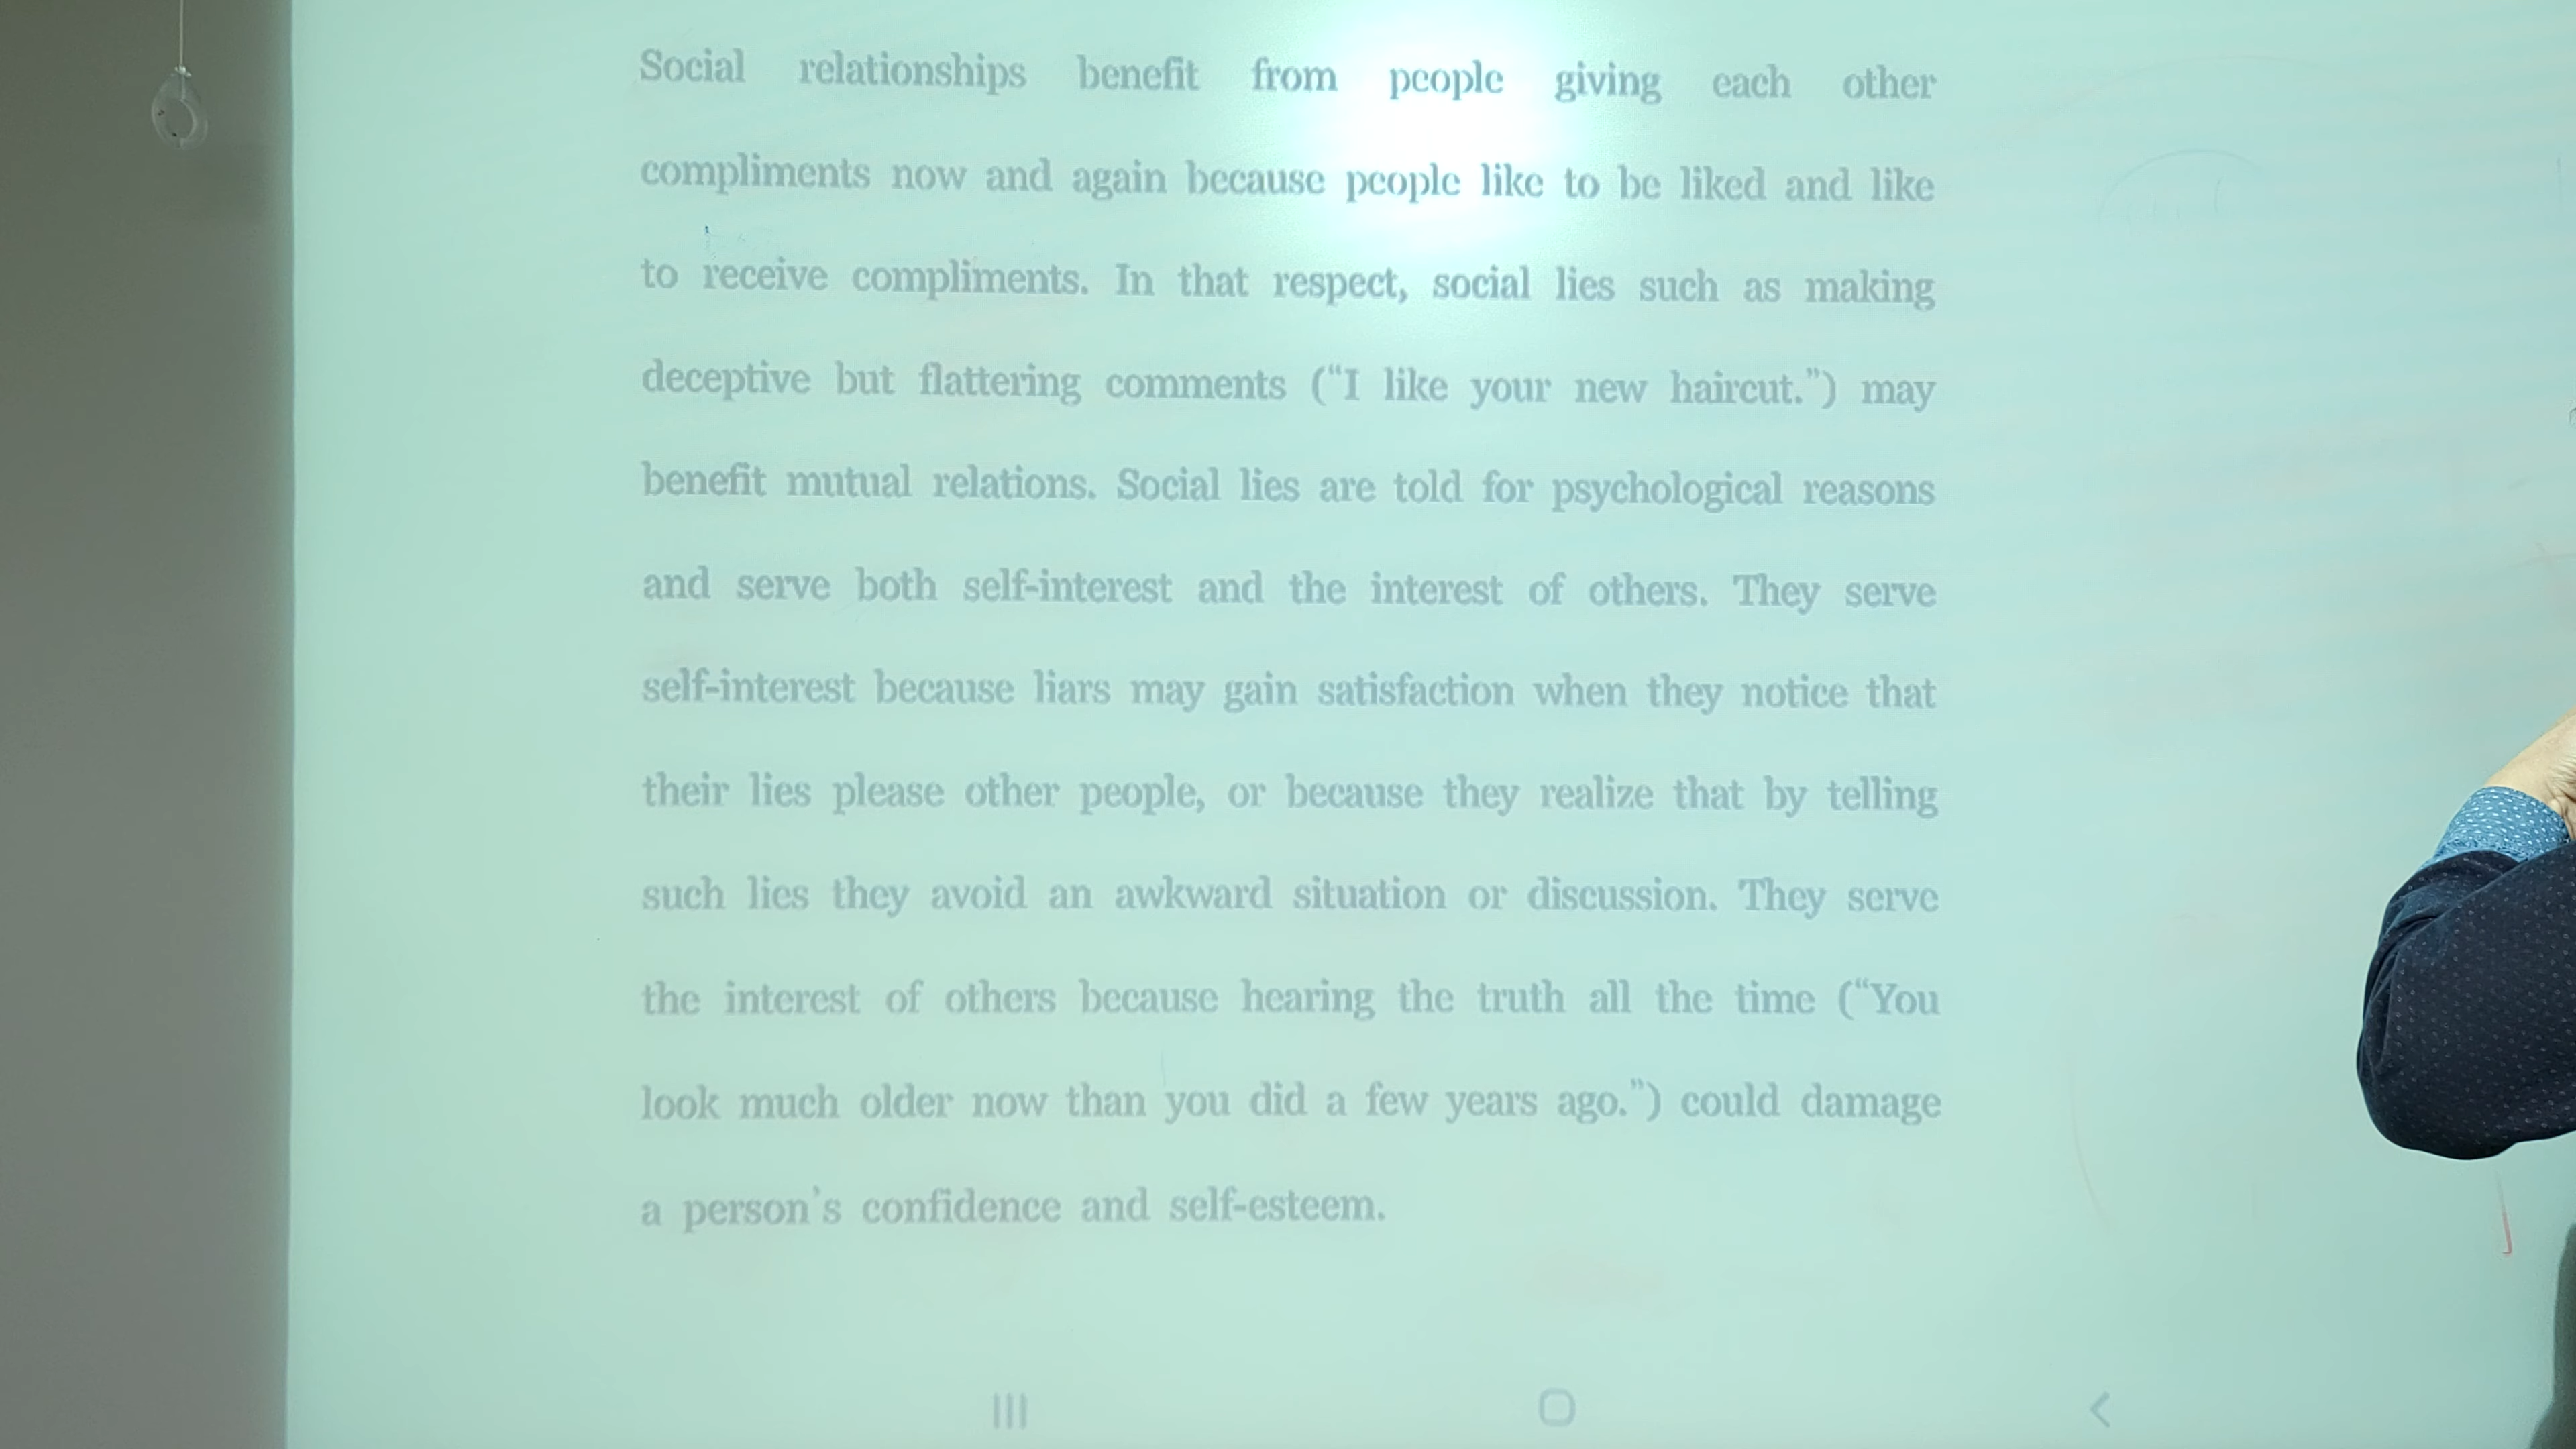 Social relationships benefit from people giving each other
compliments now and again because people like to be liked and like
to receive compliments. In that respect, social lies such as making
deceptive but flattering comments (“I like your new haircut.”) may
benefit mutual relations. Social lies are told for psychological reasons
and serve both self-interest and the interest of others. They serve
self-interest because liars may gain satisfaction when they notice that
their lies please other people, or because they realize that by telling
such lies they avoid an awkward situation or discussion. They serve
the interest of others because hearing the truth all the time (“You
look much older now than you did a few years ago.”) could damage
a person's confidence and self-esteem.